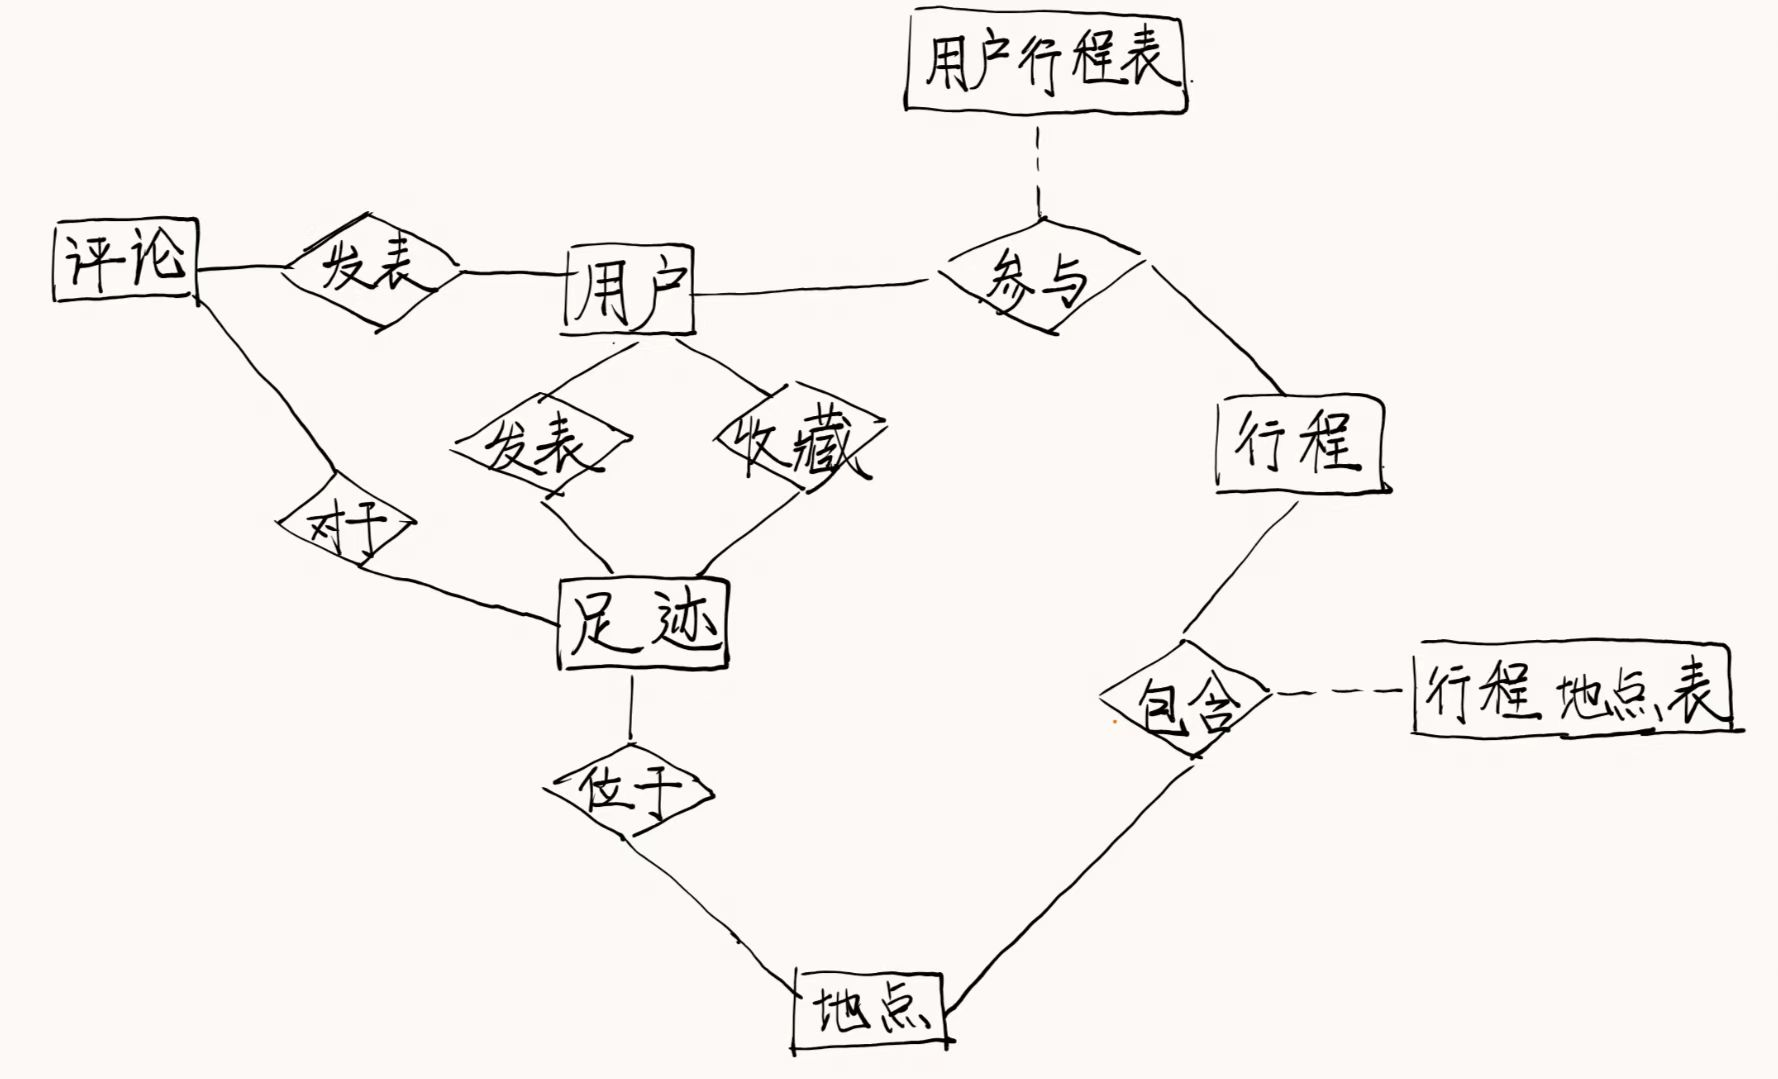 用户行程表
评论
发表
用户
参与
发表
收藏
行程
对于
足迹
包含
行程地点表
位于
地点